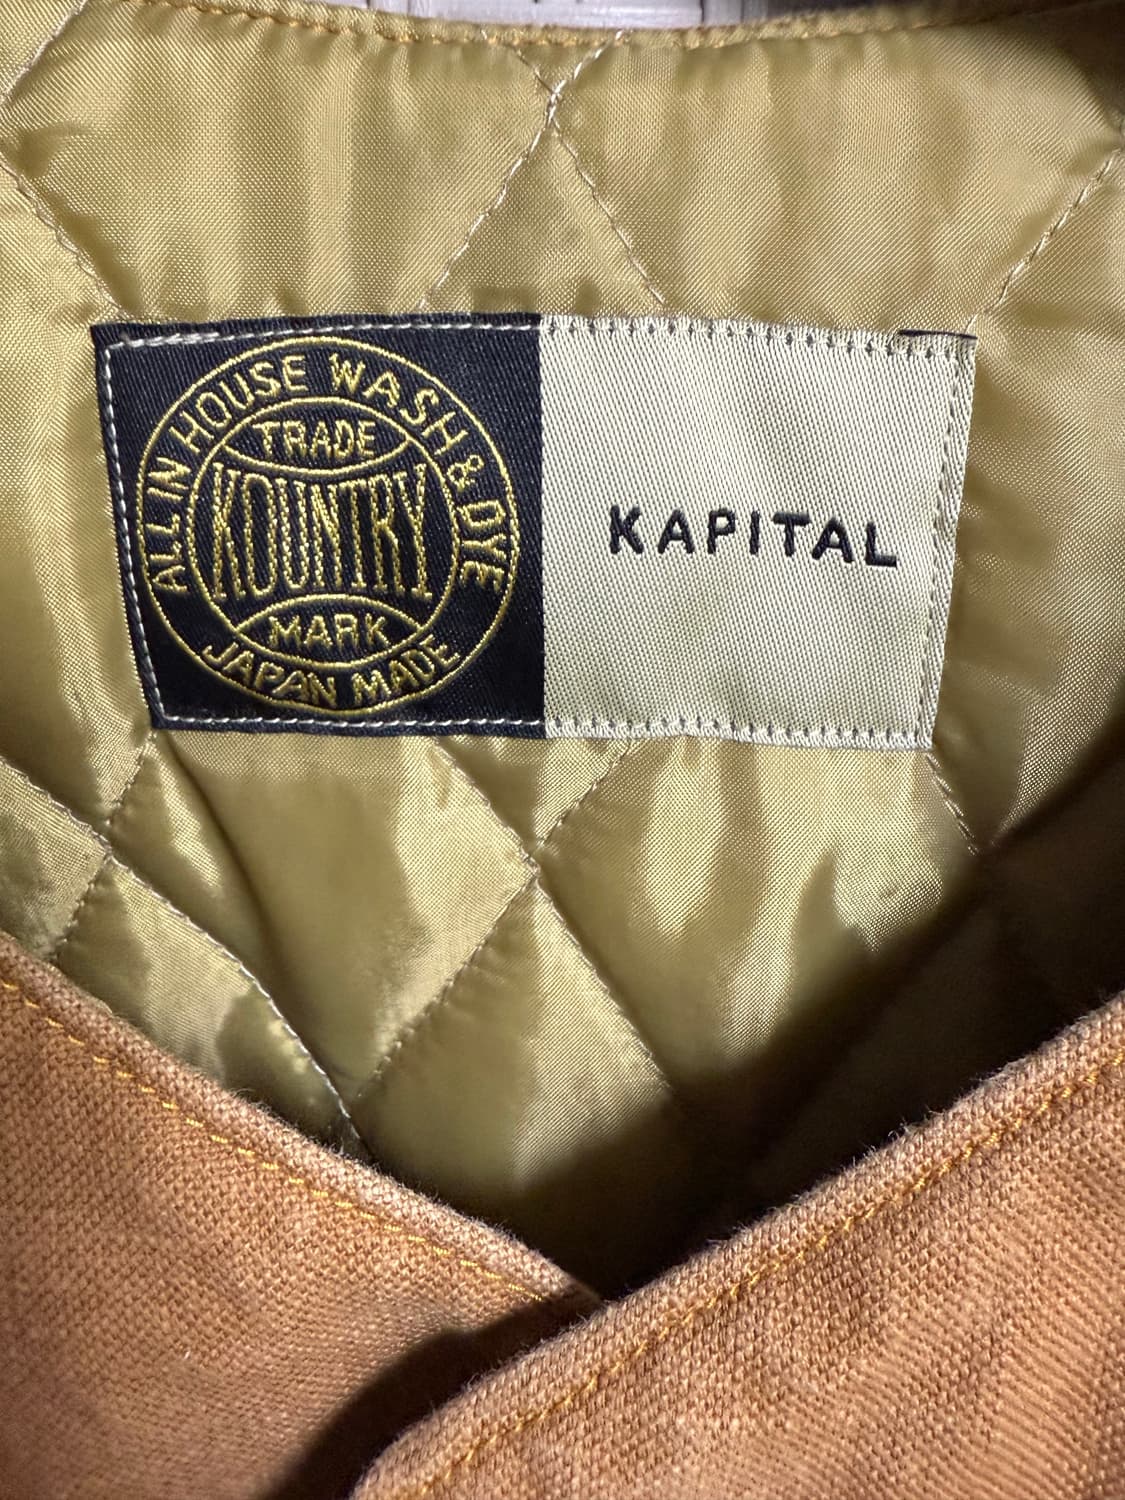 ALL IN HOUSE WASH & DYE
TRADE
KOUNTRY
MARK
JAPAN MADE
KAPITAL